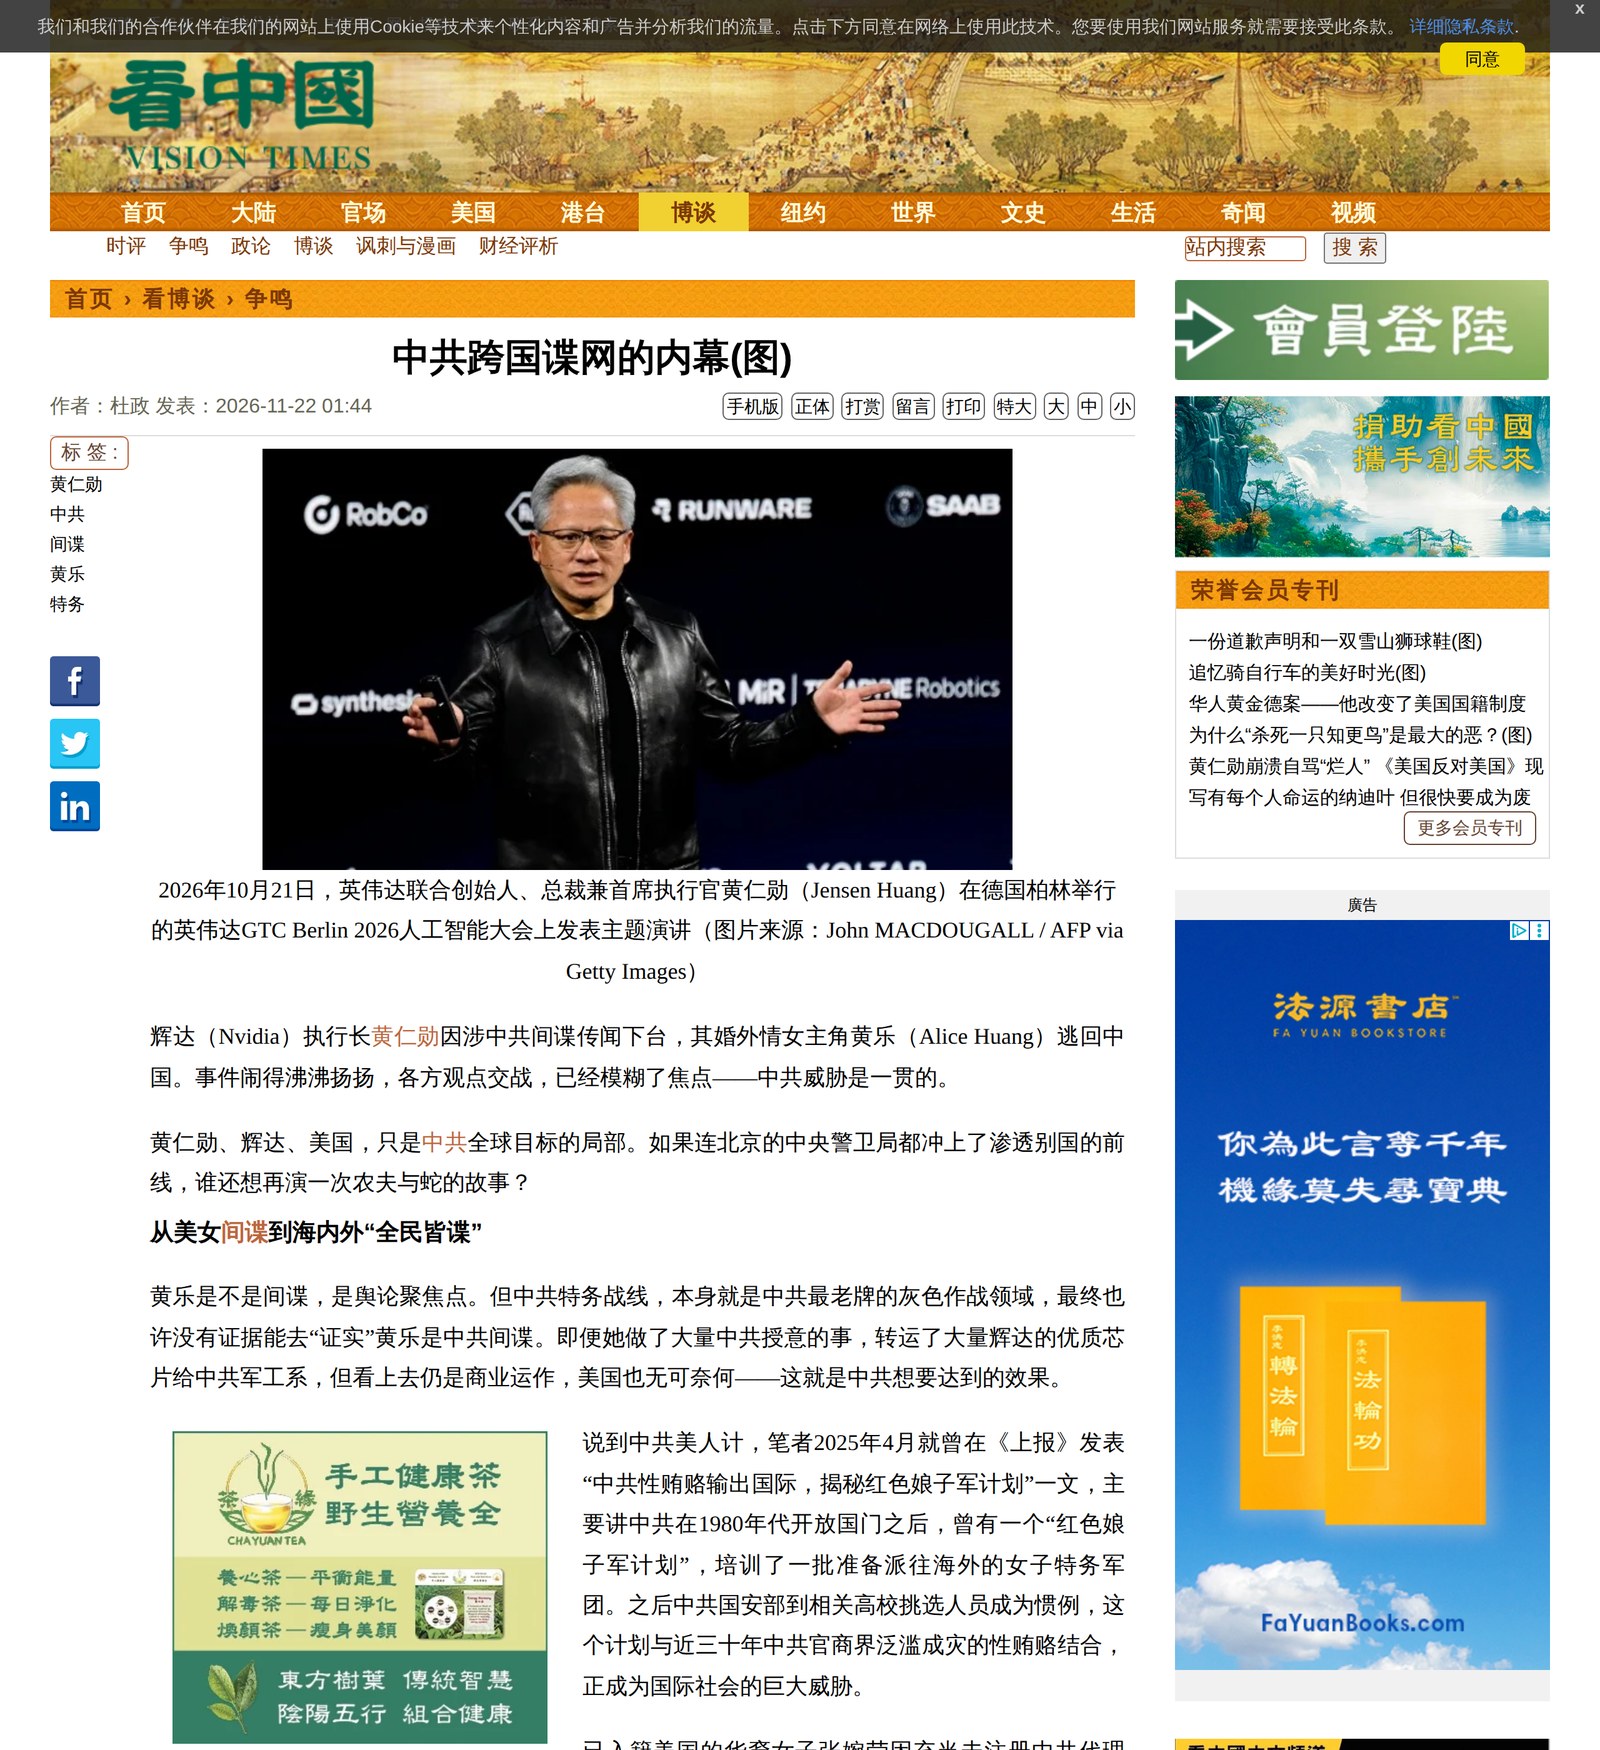 我们和我们的合作伙伴在我们的网站上使用Cookie等技术来个性化内容和广告并分析我们的流量。点击下方同意在网络上使用此技术。您要使用我们网站服务就需要接受此条款。 详细隐私条款.
x
同意
看中國
VISION TIMES
首页 大陆 官场 美国 港台 博谈 纽约 世界 文史 生活 奇闻 视频
时评 争鸣 政论 博谈 讽刺与漫画 财经评析
站内搜索 搜 索
首页 › 看博谈 › 争鸣
中共跨国谍网的内幕(图)
作者：杜政 发表：2026-11-22 01:44
手机版 正体 打赏 留言 打印 特大 大 中 小
标 签：
黄仁勋
中共
间谍
黄乐
特务
f
in
RobCo
RUNWARE
SAAB
synthesis
MiR
Robotics
2026年10月21日，英伟达联合创始人、总裁兼首席执行官黄仁勋（Jensen Huang）在德国柏林举行
的英伟达GTC Berlin 2026人工智能大会上发表主题演讲（图片来源：John MACDOUGALL / AFP via
Getty Images）
辉达（Nvidia）执行长黄仁勋因涉中共间谍传闻下台，其婚外情女主角黄乐（Alice Huang）逃回中
国。事件闹得沸沸扬扬，各方观点交战，已经模糊了焦点——中共威胁是一贯的。
黄仁勋、辉达、美国，只是中共全球目标的局部。如果连北京的中央警卫局都冲上了渗透别国的前
线，谁还想再演一次农夫与蛇的故事？
从美女间谍到海内外“全民皆谍”
黄乐是不是间谍，是舆论聚焦点。但中共特务战线，本身就是中共最老牌的灰色作战领域，最终也
许没有证据能去“证实”黄乐是中共间谍。即便她做了大量中共授意的事，转运了大量辉达的优质芯
片给中共军工系，但看上去仍是商业运作，美国也无可奈何——这就是中共想要达到的效果。
茶 緣
CHAYUANTEA
手工健康茶
野生營養全
養心茶—平衡能量
解毒茶—每日淨化
煥顏茶—瘦身美顏
東方樹葉 傳統智慧
陰陽五行 組合健康
说到中共美人计，笔者2025年4月就曾在《上报》发表
“中共性贿赂输出国际，揭秘红色娘子军计划”一文，主
要讲中共在1980年代开放国门之后，曾有一个“红色娘
子军计划”，培训了一批准备派往海外的女子特务军
团。之后中共国安部到相关高校挑选人员成为惯例，这
个计划与近三十年中共官商界泛滥成灾的性贿赂结合，
正成为国际社会的巨大威胁。
已入籍美国的华裔女子张婉荣因充当未注册中共代理
會員登陸
捐助看中國
攜手創未來
荣誉会员专刊
一份道歉声明和一双雪山狮球鞋(图)
追忆骑自行车的美好时光(图)
华人黄金德案——他改变了美国国籍制度
为什么“杀死一只知更鸟”是最大的恶？(图)
黄仁勋崩溃自骂“烂人” 《美国反对美国》现
写有每个人命运的纳迪叶 但很快要成为废
更多会员专刊
廣告
法源書店
FA YUAN BOOKSTORE
你為此言尋千年
機緣莫失尋寶典
李洪志
轉法輪
李洪志
法輪功
FaYuanBooks.com